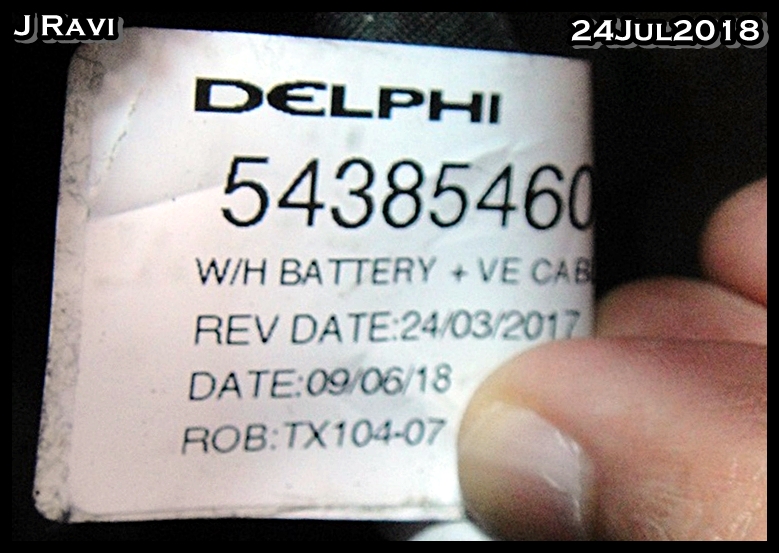 J Ravi
24Jul2018
DELPHI
54385460
W/H BATTERY + VE CAB
REV DATE:24/03/2017
DATE:09/06/18
ROB:TX104-07